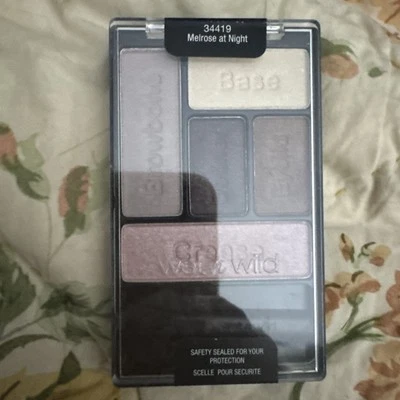 34419
Melrose at Night
Base
Browbone
Crease
wet n wild
SAFETY SEALED FOR YOUR
PROTECTION
SCELLE POUR SECURITE